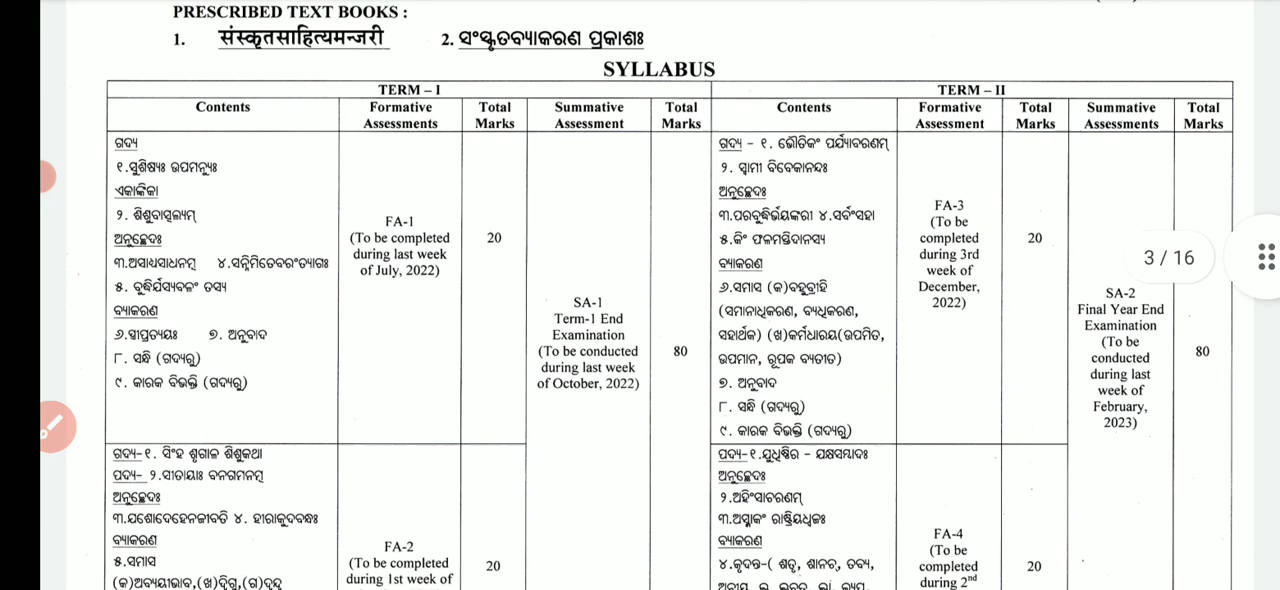 PRESCRIBED TEXT BOOKS :
1. संस्कृतसाहित्यमन्जरी 2. ସଂସ୍କୃତବ୍ୟାକରଣ ପ୍ରକାଶଃ
SYLLABUS
TERM – I TERM – II
Contents Formative Assessments Total Marks Summative Assessment Total Marks Contents Formative Assessment Total Marks Summative Assessments Total Marks
ଗଦ୍ୟ
୧.ସୁଶିଷ୍ୟଃ ଉପମନ୍ୟୁଃ
ଏକାଙ୍କିକା
୨. ଶିଶୁବାତ୍ସଲ୍ୟମ୍
ଅନୁଚ୍ଛେଦଃ
୩.ଅସାଧ୍ୟସାଧନମ୍ ୪.ସନ୍ନିମିତେବରଂତ୍ୟାଗଃ
୫. ବୁଦ୍ଧିର୍ଯସ୍ୟବଳଂ ତସ୍ୟ
ବ୍ୟାକରଣ
୬.ସ୍ତ୍ରୀପ୍ରତ୍ୟୟଃ ୭. ଅନୁବାଦ
୮. ସନ୍ଧି (ଗଦ୍ୟରୁ)
୯. କାରକ ବିଭକ୍ତି (ଗଦ୍ୟରୁ)
FA-1
(To be completed
during last week
of July, 2022)
20
SA-1
Term-1 End
Examination
(To be conducted
during last week
of October, 2022)
80
ଗଦ୍ୟ – ୧. ଭୌତିକଂ ପର୍ଯ୍ୟାବରଣମ୍
୨. ସ୍ୱାମୀ ବିବେକାନନ୍ଦଃ
ଅନୁଚ୍ଛେଦଃ
୩.ପରବୁଦ୍ଧିର୍ଭୟଙ୍କରୀ ୪.ସର୍ବଂସହା
୫.କିଂ ଫଳମସ୍ତିଦାନସ୍ୟ
ବ୍ୟାକରଣ
୬.ସମାସ (କ)ବହୁବ୍ରୀହି
(ସମାନାଧିକରଣ, ବ୍ୟଧିକରଣ,
ସହାର୍ଥକ) (ଖ)କର୍ମଧାରୟ(ଉପମିତ,
ଉପମାନ, ରୂପକ ବ୍ୟତୀତ)
୭. ଅନୁବାଦ
୮. ସନ୍ଧି (ଗଦ୍ୟରୁ)
୯. କାରକ ବିଭକ୍ତି (ଗଦ୍ୟରୁ)
FA-3
(To be
completed
during 3rd
week of
December,
2022)
20
SA-2
Final Year End
Examination
(To be
conducted
during last
week of
February,
2023)
80
3 / 16
ଗଦ୍ୟ–୧. ସିଂହ ଶୃଗାଳ ଶିଶୁକଥା
ପଦ୍ୟ– ୨.ସୀତାୟାଃ ବନଗମନମ୍
ଅନୁଚ୍ଛେଦଃ
୩.ଯଶୋଦେହେନଜୀବତି ୪. ହୀରାକୁଦବନ୍ଧଃ
ବ୍ୟାକରଣ
୫.ସମାସ
(କ)ଅବ୍ୟୟୀଭାବ,(ଖ)ଦ୍ୱିଗୁ,(ଗ)ଦ୍ୱନ୍ଦ୍ୱ
FA-2
(To be completed
during 1st week of
20
ପଦ୍ୟ–୧.ଯୁଧିଷ୍ଠିର – ଯକ୍ଷସମ୍ବାଦଃ
ଅନୁଚ୍ଛେଦଃ
୨.ଅହିଂସାଚରଣମ୍
୩.ଅସ୍ମାକଂ ରାଷ୍ଟ୍ରିୟଧ୍ୱଜଃ
ବ୍ୟାକରଣ
୪.କୃଦନ୍ତ–( ଶତୃ, ଶାନଚ୍, ତବ୍ୟ,
FA-4
(To be
completed
during 2nd
20